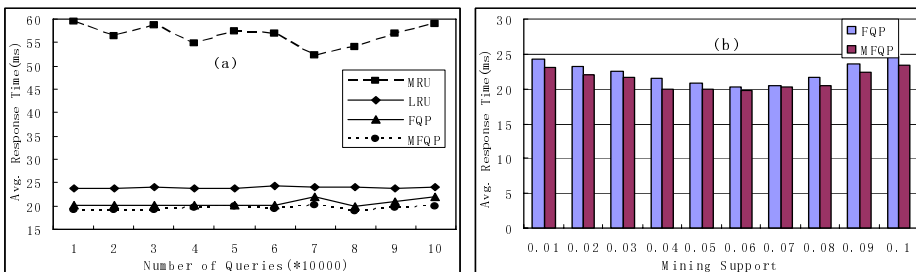 60
55
50
45
40
35
30
25
20
15
Avg. Response Time(ms)
(a)
MRU
LRU
FQP
MFQP
1 2 3 4 5 6 7 8 9 10
Number of Queries(*10000)
30
25
20
15
10
5
0
Avg. Response Time(ms)
(b)
FQP
MFQP
0.01 0.02 0.03 0.04 0.05 0.06 0.07 0.08 0.09 0.1
Mining Support